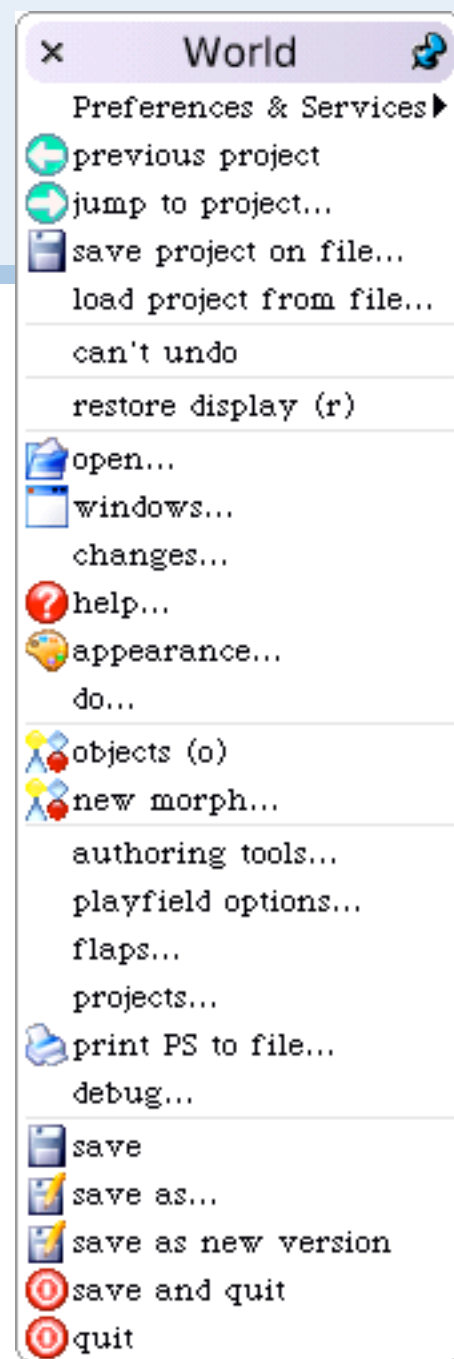 World
Preferences & Services
previous project
jump to project...
save project on file...
load project from file...
can't undo
restore display (r)
open...
windows...
changes...
help...
appearance...
do...
objects (o)
new morph...
authoring tools...
playfield options...
flaps...
projects...
print PS to file...
debug...
save
save as...
save as new version
save and quit
quit